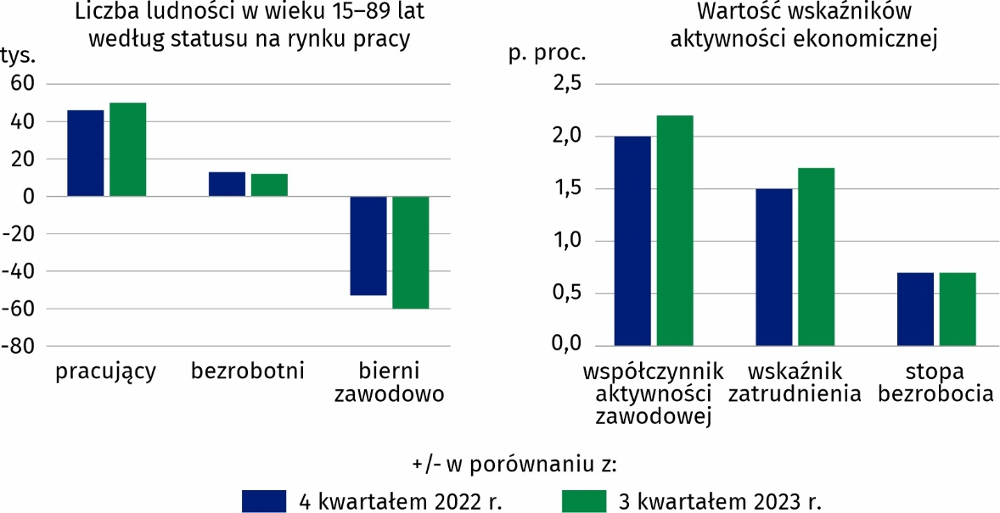 Liczba ludności w wieku 15–89 lat
według statusu na rynku pracy
tys.
60
40
20
0
-20
-40
-60
-80
pracujący
bezrobotni
bierni
zawodowo
Wartość wskaźników
aktywności ekonomicznej
p. proc.
2,5
2,0
1,5
1,0
0,5
0,0
współczynnik
aktywności
zawodowej
wskaźnik
zatrudnienia
stopa
bezrobocia
+/- w porównaniu z:
4 kwartałem 2022 r.
3 kwartałem 2023 r.